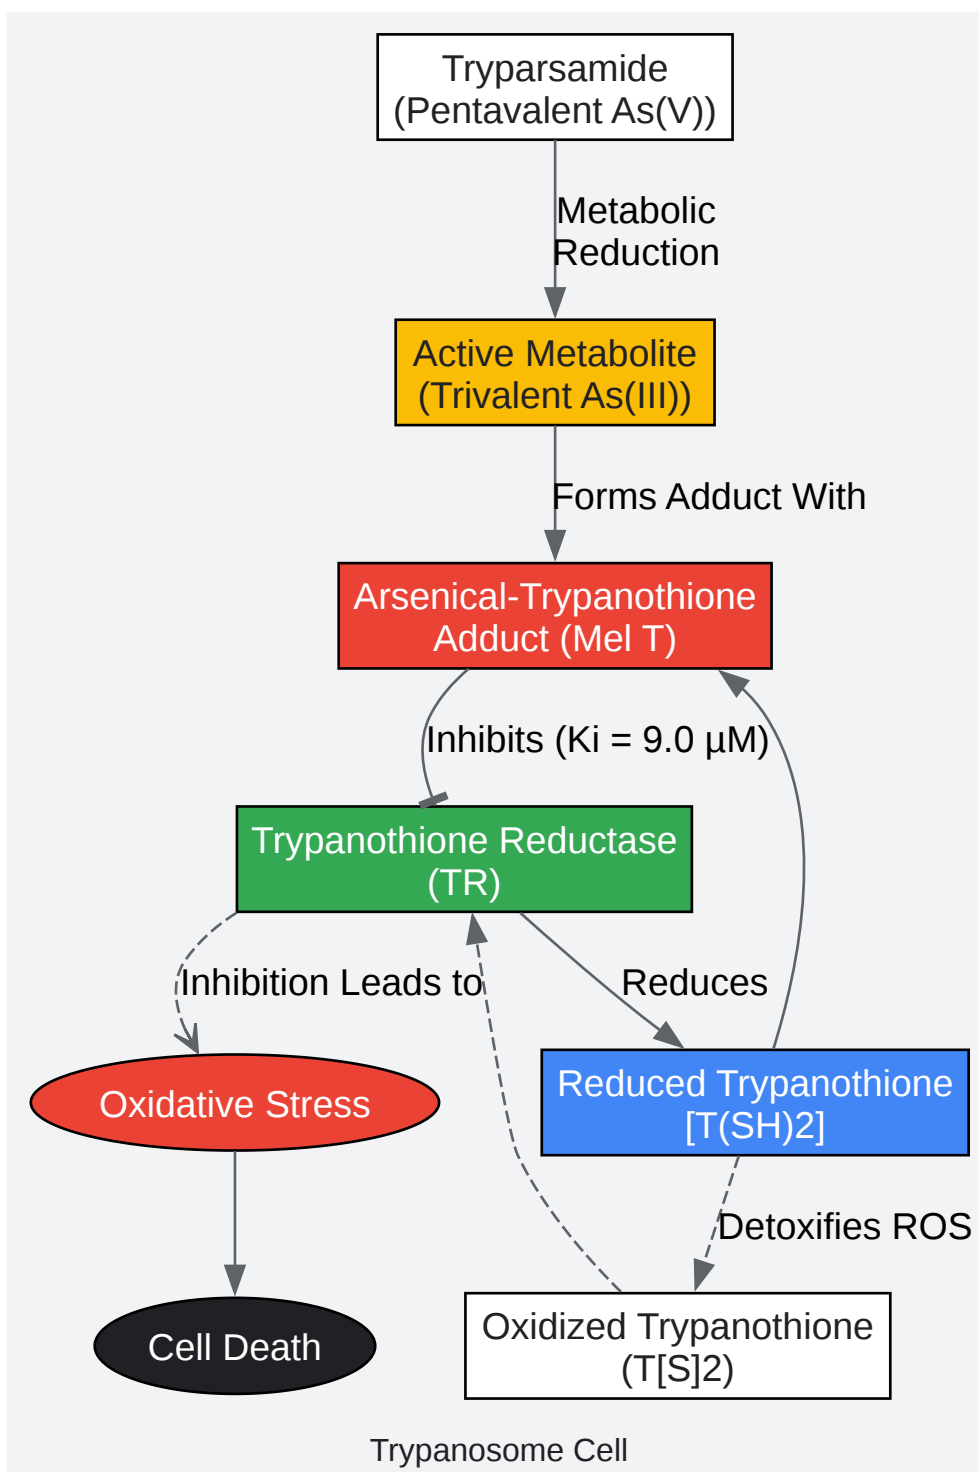 Tryparsamide
(Pentavalent As(V))
Metabolic
Reduction
Active Metabolite
(Trivalent As(III))
Forms Adduct With
Arsenical-Trypanothione
Adduct (Mel T)
Inhibits (Ki = 9.0 µM)
Trypanothione Reductase
(TR)
Inhibition Leads to
Reduces
Oxidative Stress
Reduced Trypanothione
[T(SH)2]
Detoxifies ROS
Cell Death
Oxidized Trypanothione
(T[S]2)
Trypanosome Cell